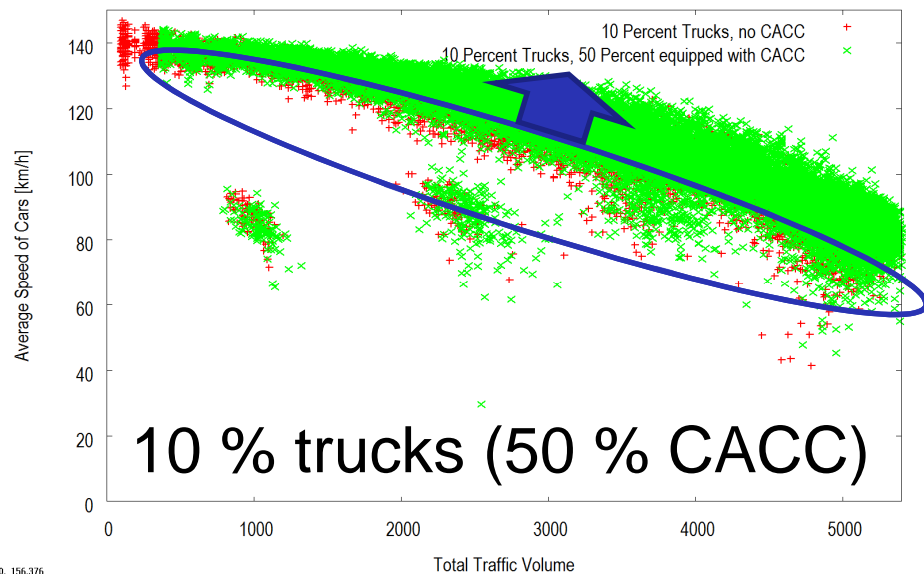 10 Percent Trucks, no CACC
10 Percent Trucks, 50 Percent equipped with CACC
140
120
100
80
60
40
20
0
Average Speed of Cars [km/h]
10 % trucks (50 % CACC)
0 1000 2000 3000 4000 5000
Total Traffic Volume
156.376